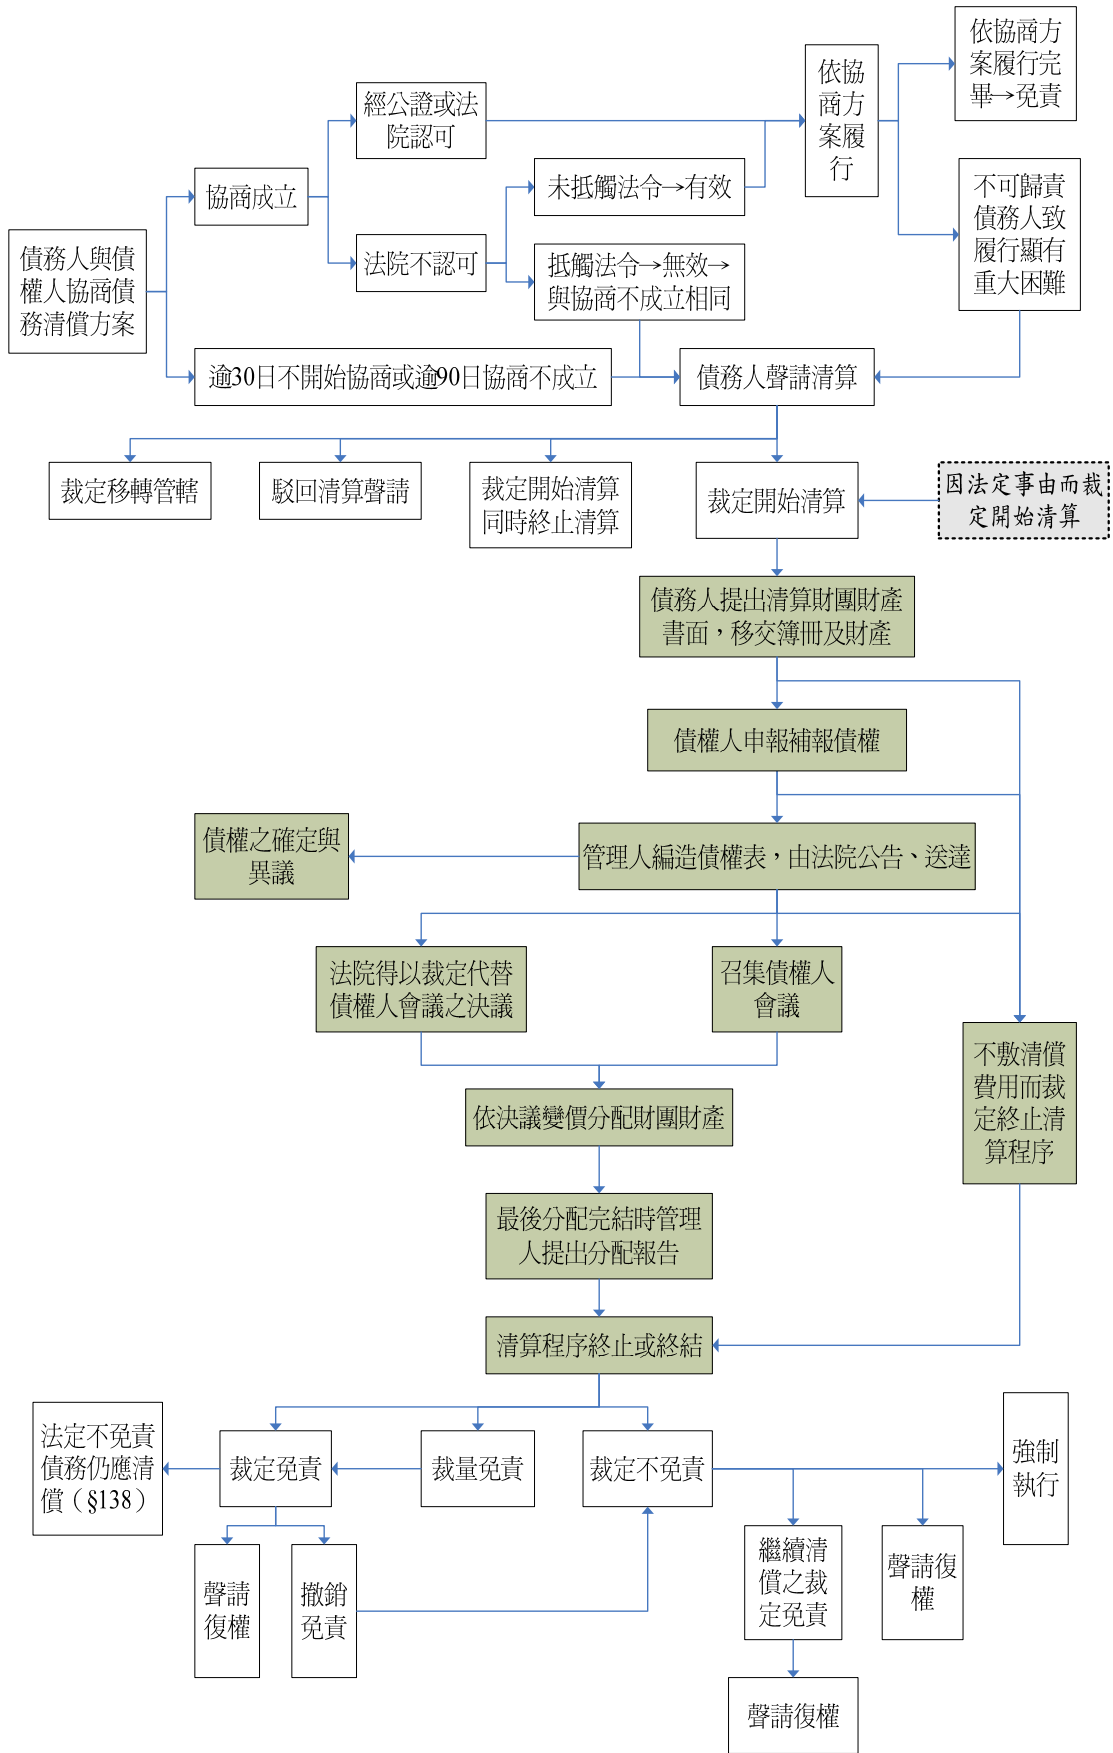 依協商方
案履行完
畢→免責
經公證或法
院認可
依協
商方
案履
行
協商成立
未抵觸法令→有效
不可歸責
債務人致
履行顯有
重大困難
債務人與債
權人協商債
務清償方案
法院不認可
抵觸法令→無效→
與協商不成立相同
逾30日不開始協商或逾90日協商不成立
債務人聲請清算
裁定移轉管轄
駁回清算聲請
裁定開始清算
同時終止清算
裁定開始清算
因法定事由而裁
定開始清算
債務人提出清算財團財產
書面，移交簿冊及財產
債權人申報補報債權
債權之確定與
異議
管理人編造債權表，由法院公告、送達
法院得以裁定代替
債權人會議之決議
召集債權人
會議
不敷清償
費用而裁
定終止清
算程序
依決議變價分配財團財產
最後分配完結時管理
人提出分配報告
清算程序終止或終結
法定不免責
債務仍應清
償（§138）
裁定免責
裁量免責
裁定不免責
強制
執行
聲請
復權
撤銷
免責
繼續清
償之裁
定免責
聲請復
權
聲請復權